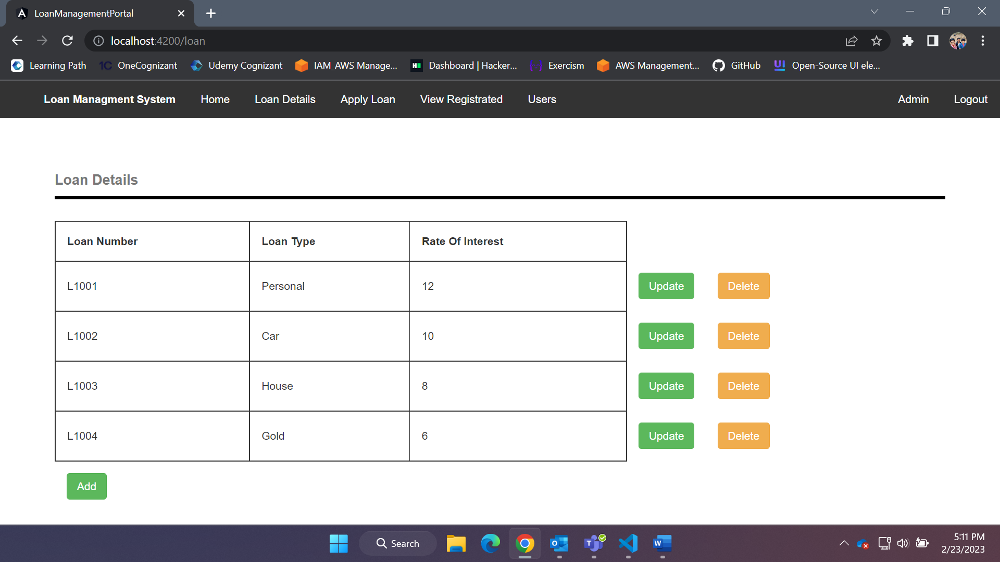 LoanManagementPortal
localhost:4200/loan
Learning Path 1C OneCognizant Udemy Cognizant IAM_AWS Manage... Dashboard | Hacker... Exercism AWS Management... GitHub UI Open-Source UI ele...
Loan Managment System Home Loan Details Apply Loan View Registrated Users Admin Logout
Loan Details
Loan Number Loan Type Rate Of Interest
L1001 Personal 12 Update Delete
L1002 Car 10 Update Delete
L1003 House 8 Update Delete
L1004 Gold 6 Update Delete
Add
Search
5:11 PM
2/23/2023